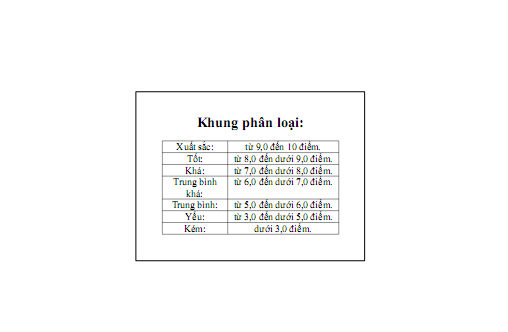 Khung phân loại:
Xuất sắc: từ 9,0 đến 10 điểm.
Tốt: từ 8,0 đến dưới 9,0 điểm.
Khá: từ 7,0 đến dưới 8,0 điểm.
Trung bình từ 6,0 đến dưới 7,0 điểm.
khá:
Trung bình: từ 5,0 đến dưới 6,0 điểm.
Yếu: từ 3,0 đến dưới 5,0 điểm.
Kém: dưới 3,0 điểm.